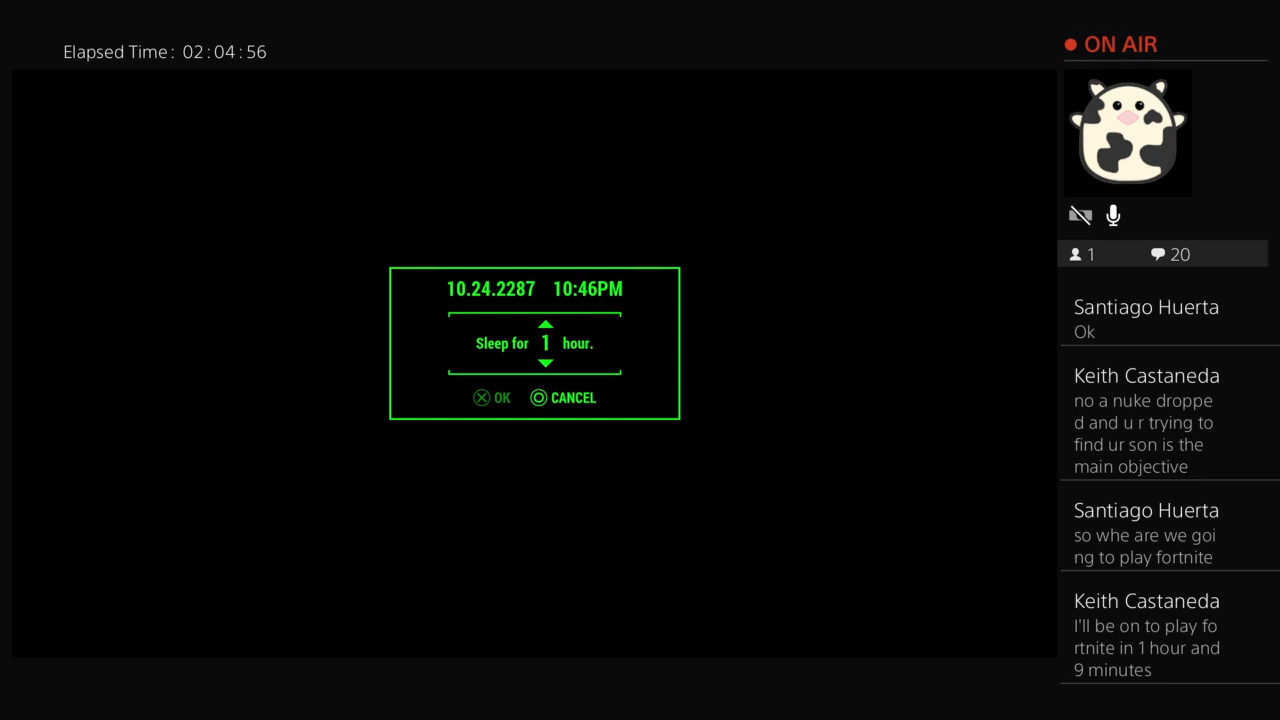 Elapsed Time: 02:04:56
ON AIR
1 20
10.24.2287 10:46PM
Sleep for 1 hour.
OK CANCEL
Santiago Huerta
Ok
Keith Castaneda
no a nuke droppe
d and u r trying to
find ur son is the
main objective
Santiago Huerta
so whe are we goi
ng to play fortnite
Keith Castaneda
I'll be on to play fo
rtnite in 1 hour and
9 minutes